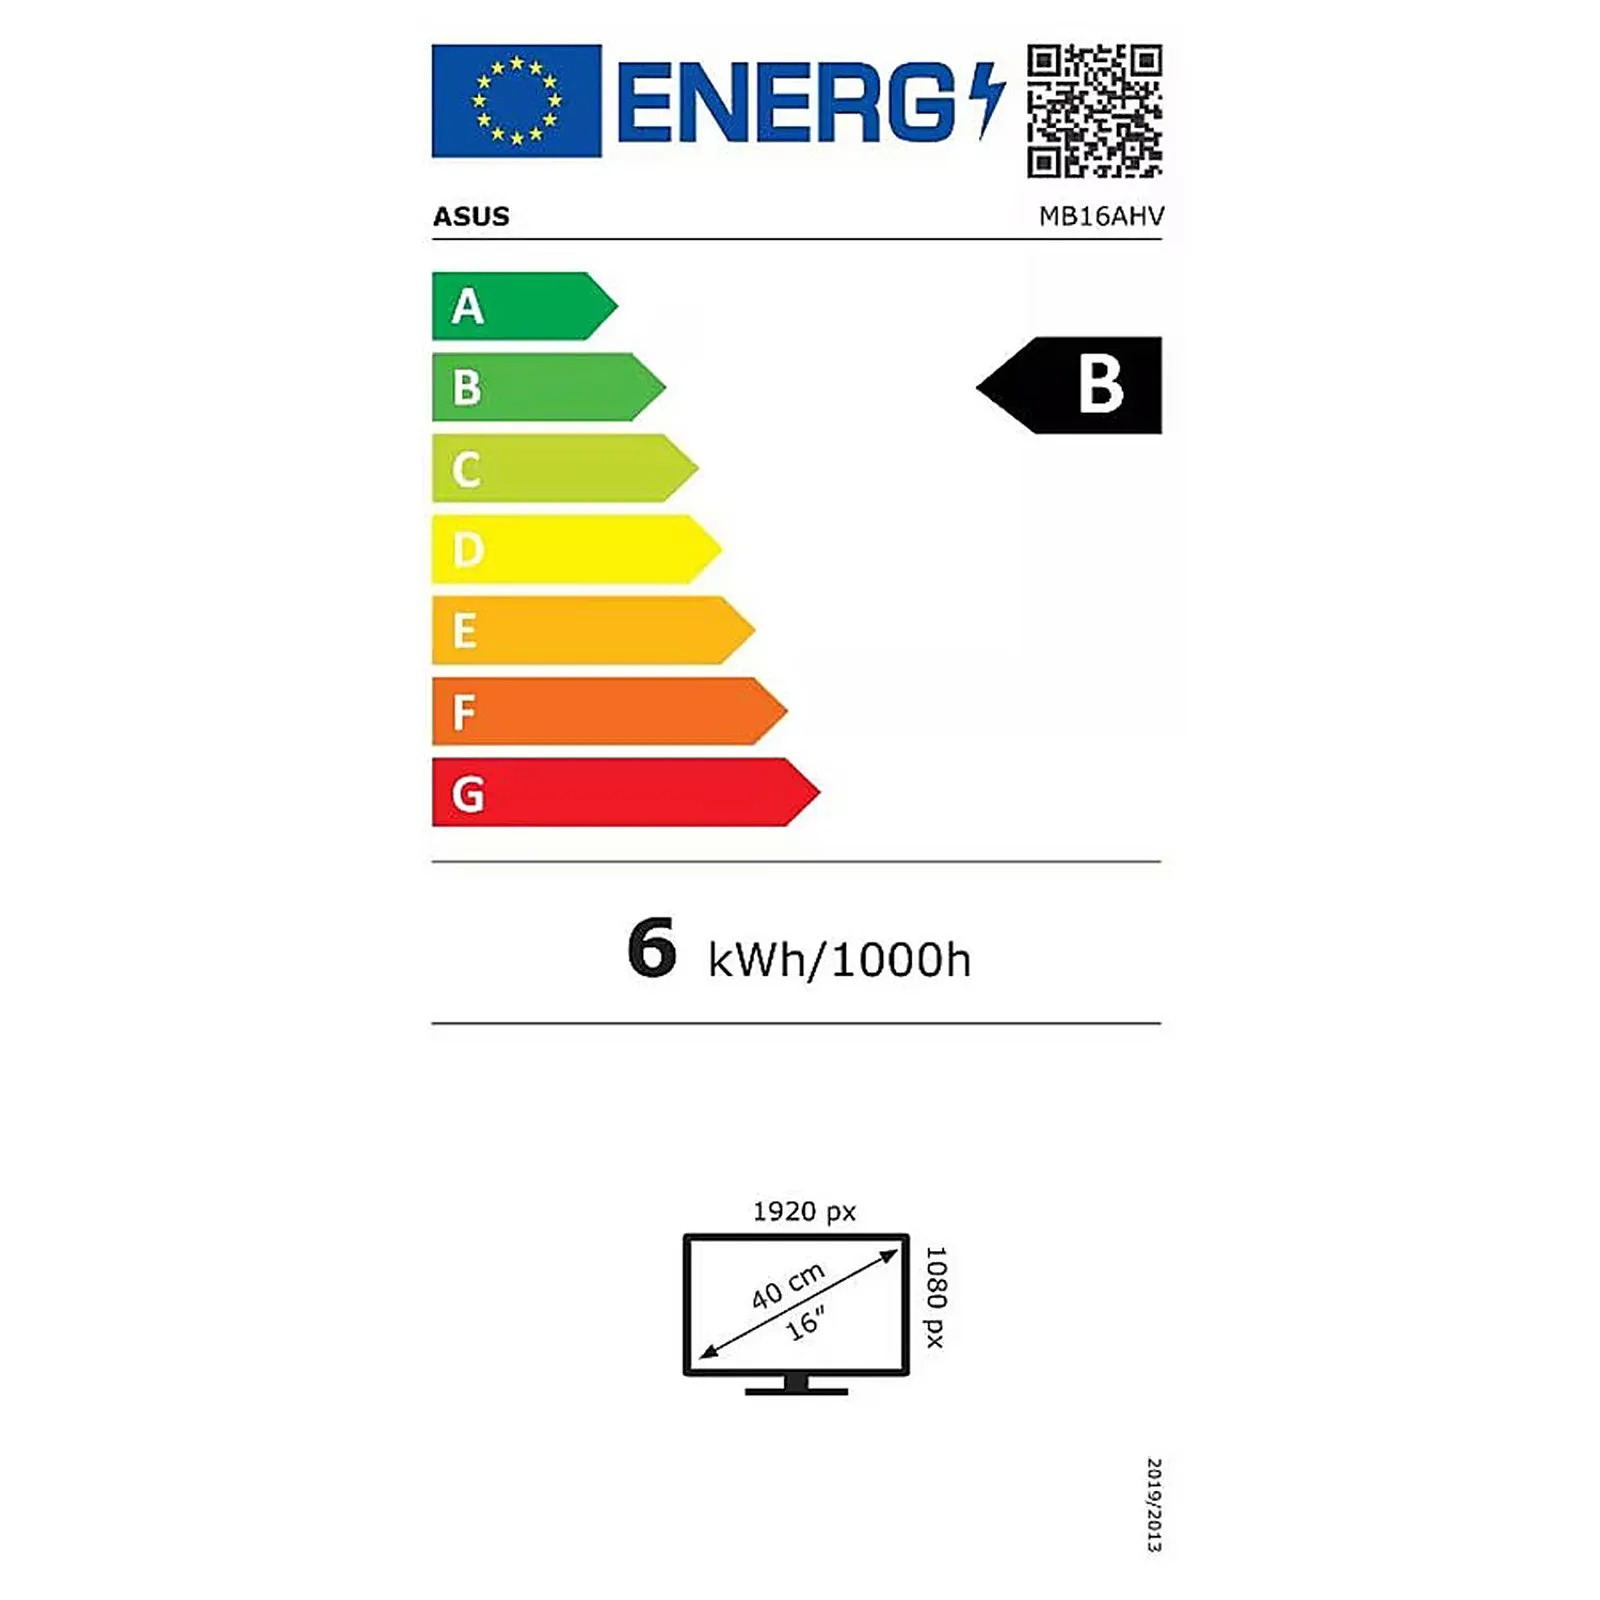 ENERG
ASUS
MB16AHV
A
B
B
C
D
E
F
G
6 kWh/1000h
1920 px
40 cm
16"
1080 px
2019/2013